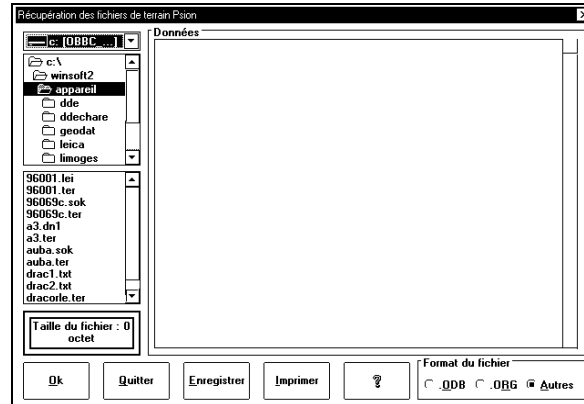 Récupération des fichiers de terrain Psion
c: [OBBC_...]
Données
c:\
winsoft2
appareil
dde
ddechare
geodat
leica
limoges
96001.lei
96001.ter
96069c.sok
96069c.ter
a3.dn1
a3.ter
auba.sok
auba.ter
drac1.txt
drac2.txt
dracorle.ter
Taille du fichier : 0
octet
Ok
Quitter
Enregistrer
Imprimer
?
Format du fichier
.ODB
.ORG
Autres